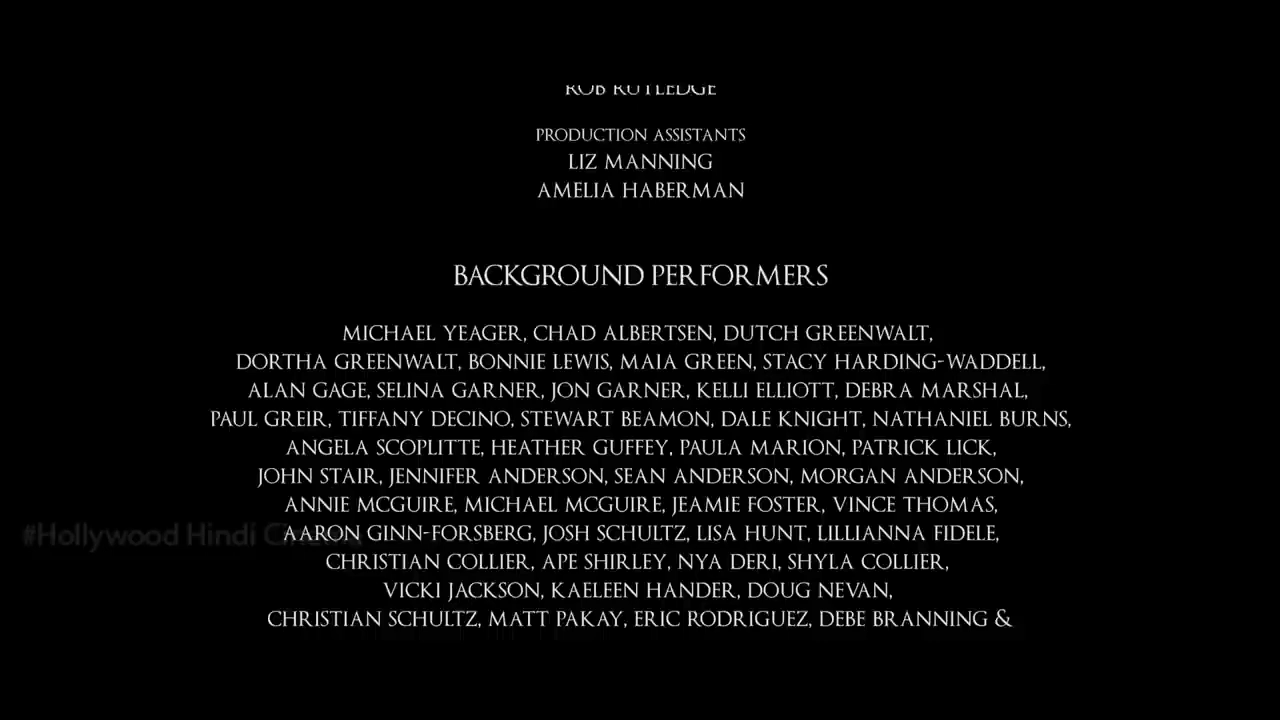 ROB RUTLEDGE
PRODUCTION ASSISTANTS
LIZ MANNING
AMELIA HABERMAN
BACKGROUND PERFORMERS
MICHAEL YEAGER, CHAD ALBERTSEN, DUTCH GREENWALT,
DORTHA GREENWALT, BONNIE LEWIS, MAIA GREEN, STACY HARDING-WADDELL,
ALAN GAGE, SELINA GARNER, JON GARNER, KELLI ELLIOTT, DEBRA MARSHAL,
PAUL GREIR, TIFFANY DECINO, STEWART BEAMON, DALE KNIGHT, NATHANIEL BURNS,
ANGELA SCOPLITTE, HEATHER GUFFEY, PAULA MARION, PATRICK LICK,
JOHN STAIR, JENNIFER ANDERSON, SEAN ANDERSON, MORGAN ANDERSON,
ANNIE MCGUIRE, MICHAEL MCGUIRE, JEAMIE FOSTER, VINCE THOMAS,
AARON GINN-FORSBERG, JOSH SCHULTZ, LISA HUNT, LILLIANNA FIDELE,
#Hollywood Hindi Cinema
CHRISTIAN COLLIER, APE SHIRLEY, NYA DERI, SHYLA COLLIER,
VICKI JACKSON, KAELEEN HANDER, DOUG NEVAN,
CHRISTIAN SCHULTZ, MATT PAKAY, ERIC RODRIGUEZ, DEBE BRANNING &